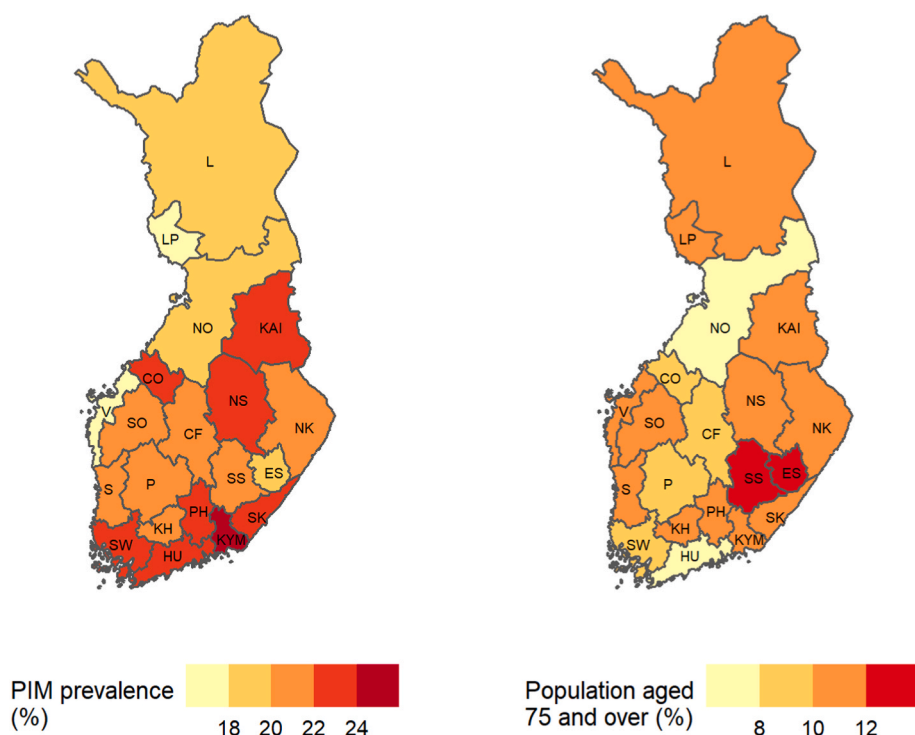 L
LP
NO
KAI
CO
V
SO
CF
NS
NK
S
P
SS
ES
PH
KH
SK
SW
HU
KYM
PIM prevalence
(%)
18 20 22 24
L
LP
NO
KAI
CO
V
SO
CF
NS
NK
S
P
SS
ES
PH
KH
SK
SW
HU
KYM
Population aged
75 and over (%)
8 10 12